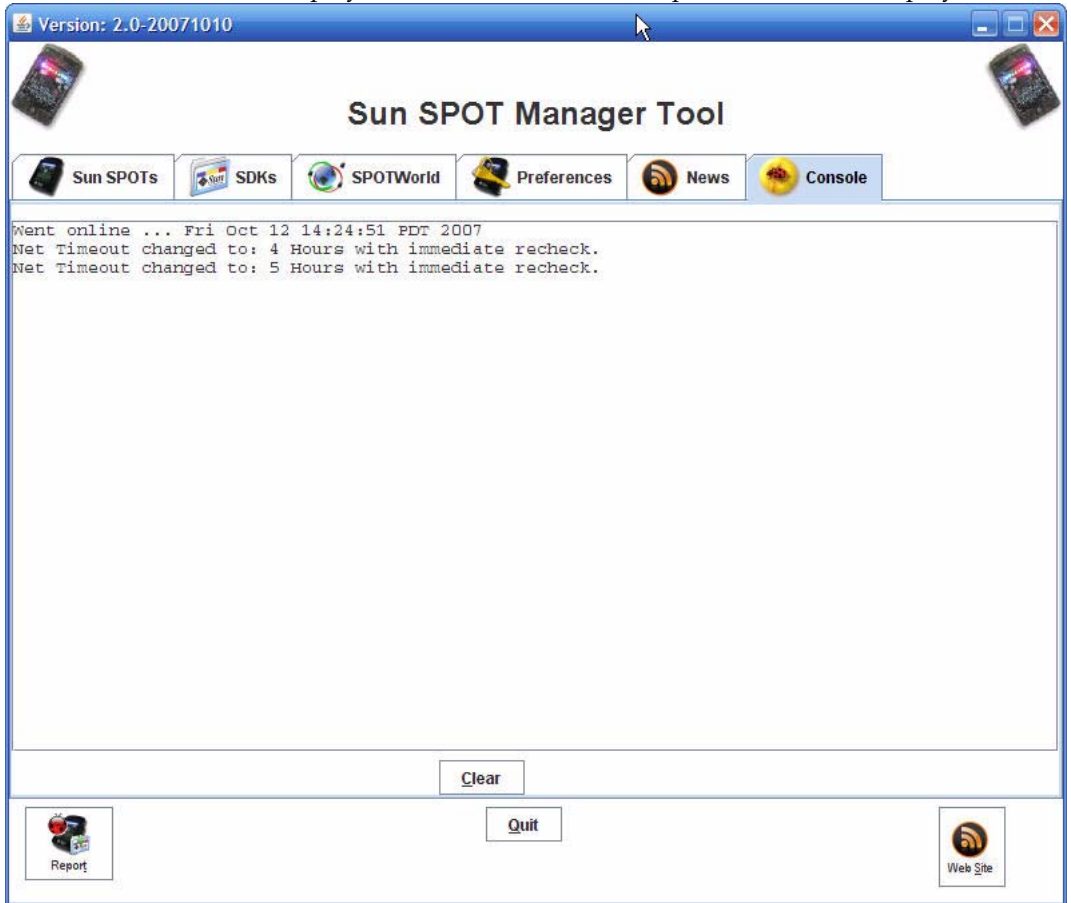 Version: 2.0-20071010
Sun SPOT Manager Tool
Sun SPOTs
SDKs
SPOTWorld
Preferences
News
Console
Went online ... Fri Oct 12 14:24:51 PDT 2007
Net Timeout changed to: 4 Hours with immediate recheck.
Net Timeout changed to: 5 Hours with immediate recheck.
Clear
Report
Quit
Web Site